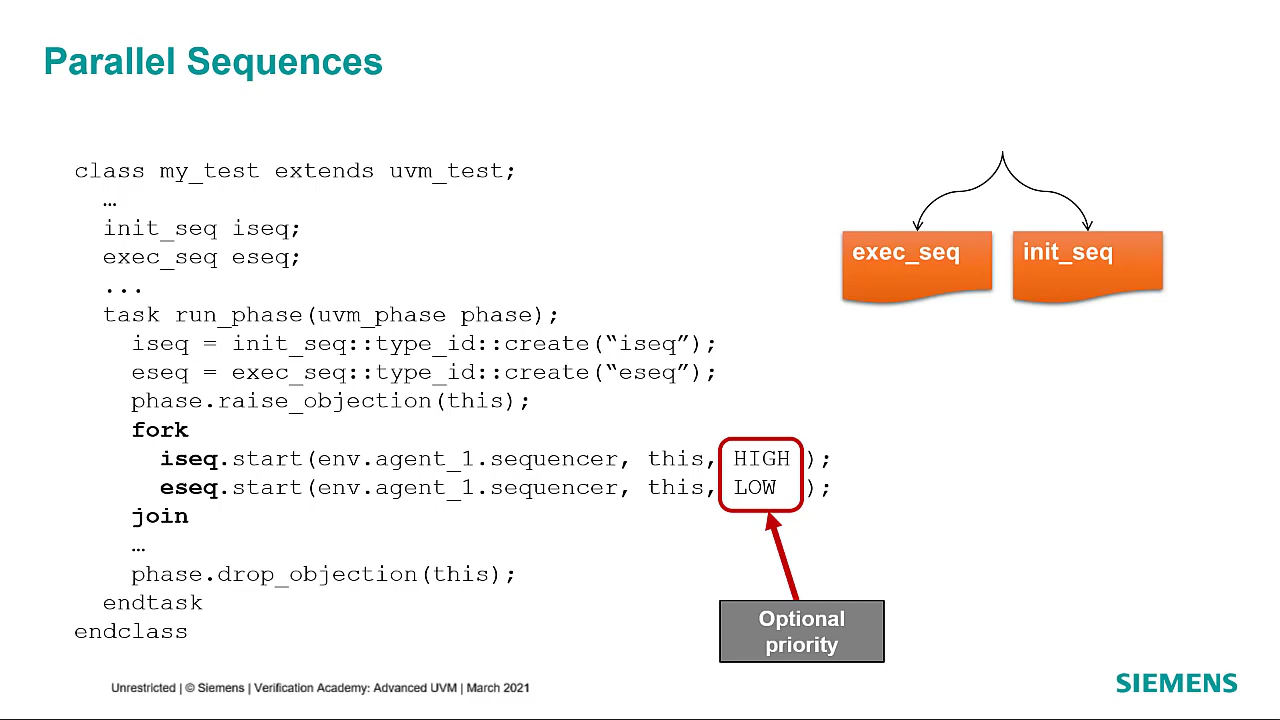 Parallel Sequences
class my_test extends uvm_test;
…
init_seq iseq;
exec_seq eseq;
...
task run_phase(uvm_phase phase);
iseq = init_seq::type_id::create(“iseq”);
eseq = exec_seq::type_id::create(“eseq”);
phase.raise_objection(this);
fork
iseq.start(env.agent_1.sequencer, this, HIGH );
eseq.start(env.agent_1.sequencer, this, LOW );
join
…
phase.drop_objection(this);
endtask
endclass
exec_seq
init_seq
Optional
priority
Unrestricted | © Siemens | Verification Academy: Advanced UVM | March 2021
SIEMENS